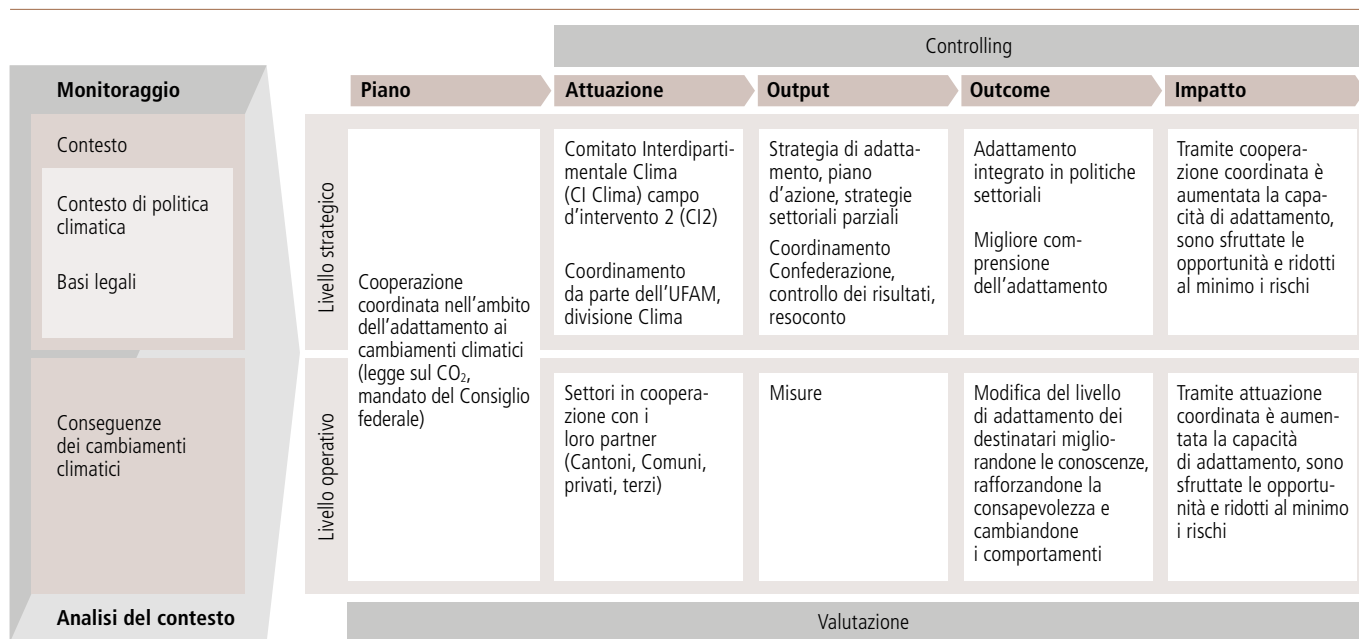 Controlling
Monitoraggio
Piano
Attuazione
Output
Outcome
Impatto
Contesto
Contesto di politica
climatica
Basi legali
Conseguenze
dei cambiamenti
climatici
Analisi del contesto
Livello strategico
Livello operativo
Cooperazione
coordinata nell'ambito
dell'adattamento ai
cambiamenti climatici
(legge sul CO₂,
mandato del Consiglio
federale)
Comitato Interdiparti-
mentale Clima
(CI Clima) campo
d'intervento 2 (CI2)
Coordinamento
da parte dell'UFAM,
divisione Clima
Strategia di adatta-
mento, piano
d'azione, strategie
settoriali parziali
Coordinamento
Confederazione,
controllo dei risultati,
resoconto
Adattamento
integrato in politiche
settoriali
Migliore com-
prensione
dell'adattamento
Tramite coopera-
zione coordinata è
aumentata la capa-
cità di adattamento,
sono sfruttate le
opportunità e ridotti
al minimo i rischi
Settori in coopera-
zione con i
loro partner
(Cantoni, Comuni,
privati, terzi)
Misure
Modifica del livello
di adattamento dei
destinatari miglio-
randone le conoscenze,
rafforzandone la
consapevolezza e
cambiandone
i comportamenti
Tramite attuazione
coordinata è aumen-
tata la capacità
di adattamento, sono
sfruttate le opportu-
nità e ridotti al minimo
i rischi
Valutazione